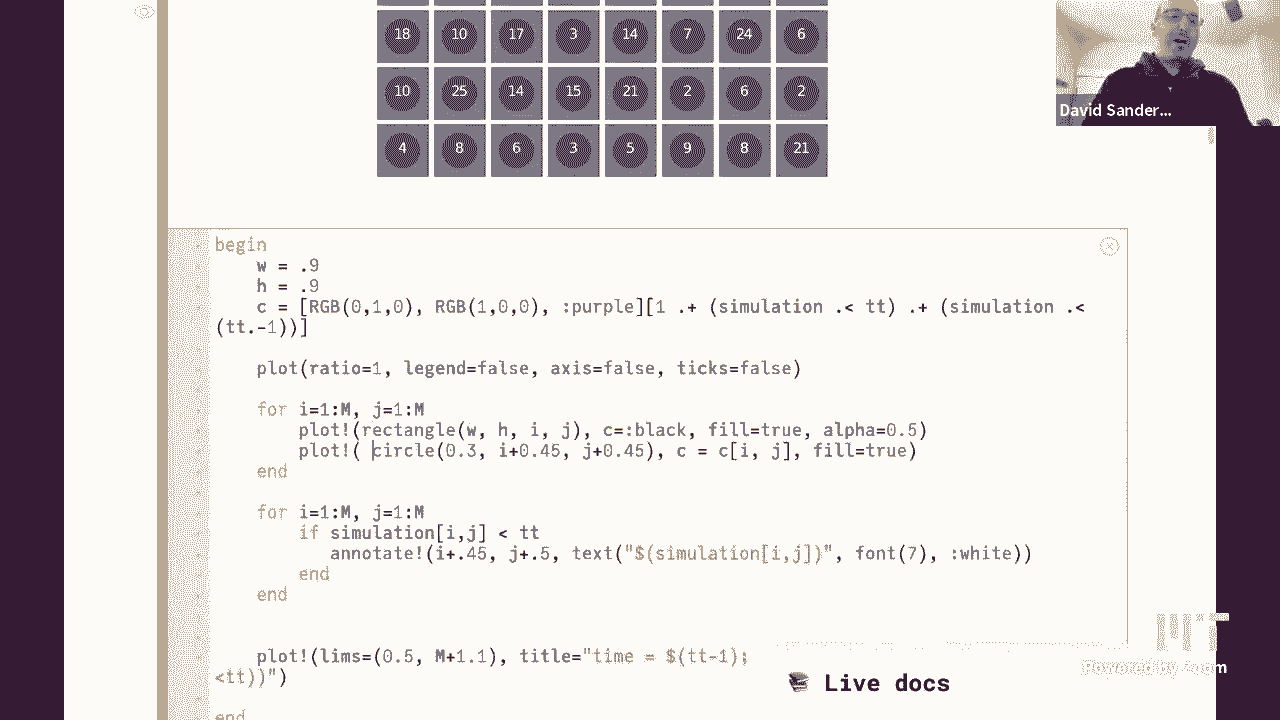 18 10 17 3 14 7 24 6
10 25 14 15 21 2 6 2
4 8 6 3 5 9 8 21
David Sander...
begin
w = .9
h = .9
c = [RGB(0,1,0), RGB(1,0,0), :purple][1 .+ (simulation .< tt) .+ (simulation .<
(tt.-1))]
plot(ratio=1, legend=false, axis=false, ticks=false)
for i=1:M, j=1:M
plot!(rectangle(w, h, i, j), c=:black, fill=true, alpha=0.5)
plot!( circle(0.3, i+0.45, j+0.45), c = c[i, j], fill=true)
end
for i=1:M, j=1:M
if simulation[i,j] < tt
annotate!(i+.45, j+.5, text("$(simulation[i,j])", font(7), :white))
end
end
plot!(lims=(0.5, M+1.1), title="time = $(tt-1);
<tt))")
end
Live docs
MIT
Powered by Zoom